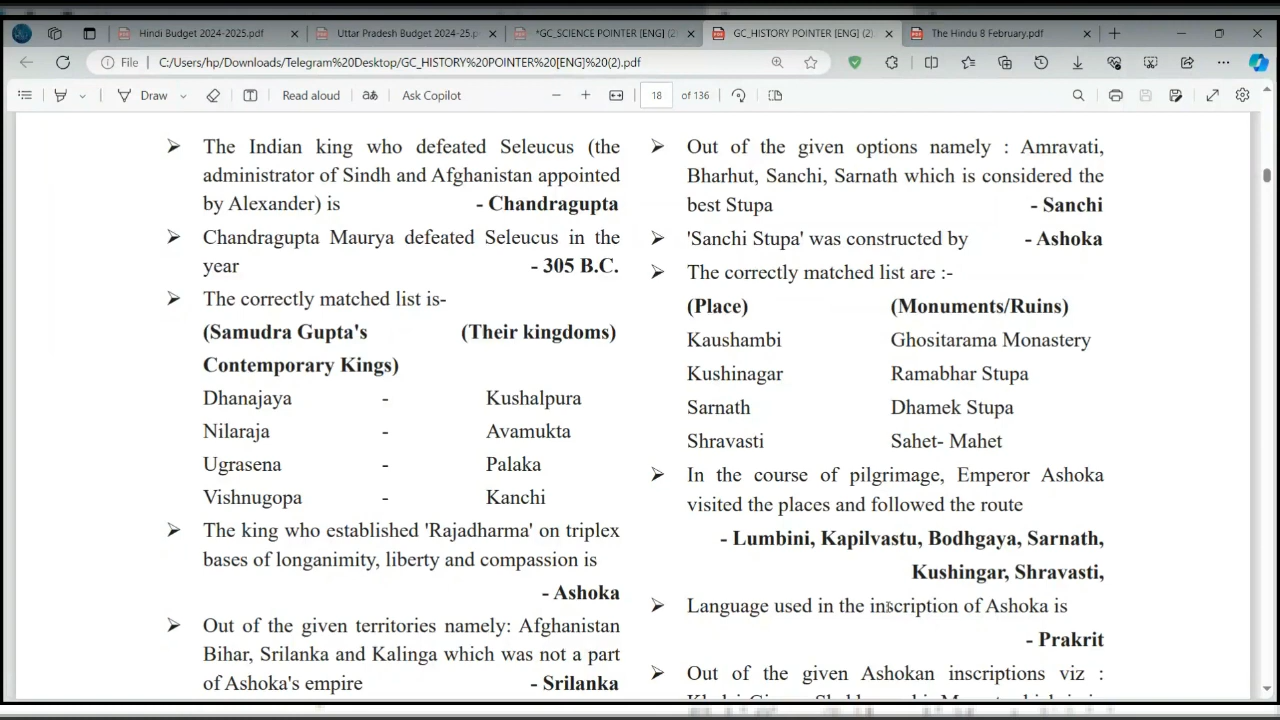 Hindi Budget 2024-2025.pdf
Uttar Pradesh Budget 2024-25.p
*GC_SCIENCE POINTER [ENG] (2)
GC_HISTORY POINTER [ENG] (2)
The Hindu 8 February.pdf
File C:/Users/hp/Downloads/Telegram%20Desktop/GC_HISTORY%20POINTER%20[ENG]%20(2).pdf
Draw Read aloud Ask Copilot 18 of 136
➢ The Indian king who defeated Seleucus (the
administrator of Sindh and Afghanistan appointed
by Alexander) is - Chandragupta
➢ Chandragupta Maurya defeated Seleucus in the
year - 305 B.C.
➢ The correctly matched list is-
(Samudra Gupta's (Their kingdoms)
Contemporary Kings)
Dhanajaya - Kushalpura
Nilaraja - Avamukta
Ugrasena - Palaka
Vishnugopa - Kanchi
➢ The king who established 'Rajadharma' on triplex
bases of longanimity, liberty and compassion is
- Ashoka
➢ Out of the given territories namely: Afghanistan
Bihar, Srilanka and Kalinga which was not a part
of Ashoka's empire - Srilanka
➢ Out of the given options namely : Amravati,
Bharhut, Sanchi, Sarnath which is considered the
best Stupa - Sanchi
➢ 'Sanchi Stupa' was constructed by - Ashoka
➢ The correctly matched list are :-
(Place) (Monuments/Ruins)
Kaushambi Ghositarama Monastery
Kushinagar Ramabhar Stupa
Sarnath Dhamek Stupa
Shravasti Sahet- Mahet
➢ In the course of pilgrimage, Emperor Ashoka
visited the places and followed the route
- Lumbini, Kapilvastu, Bodhgaya, Sarnath,
Kushingar, Shravasti,
➢ Language used in the inscription of Ashoka is
- Prakrit
➢ Out of the given Ashokan inscriptions viz :